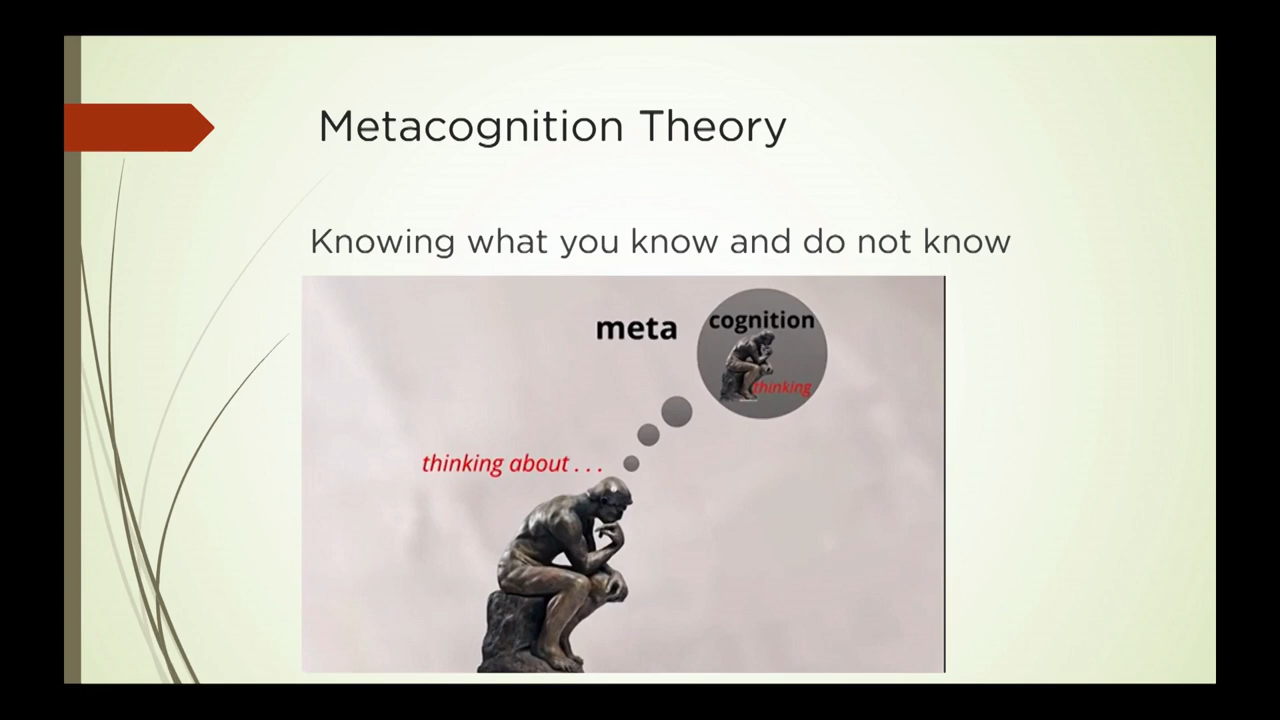 Metacognition Theory
Knowing what you know and do not know
meta
cognition
thinking
thinking about . . .